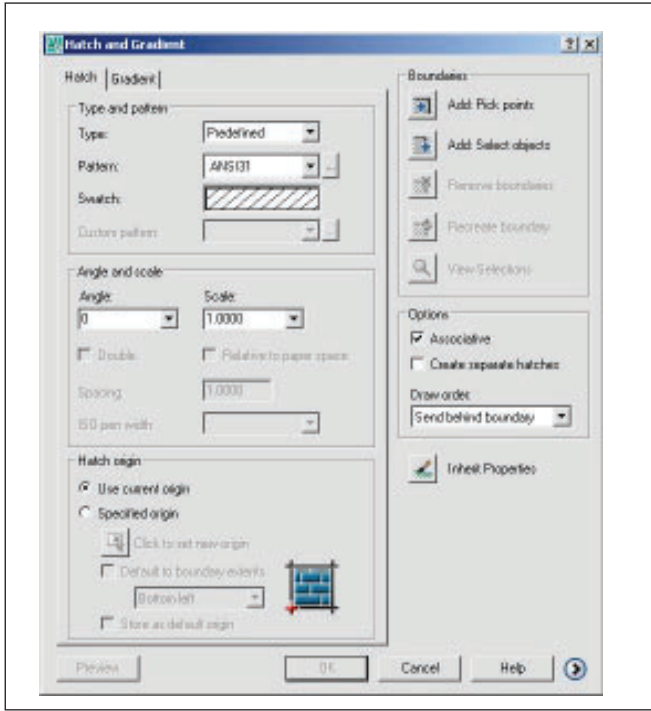 Hatch and Gradient
Hatch
Gradient
Type and pattern
Type:
Predefined
Pattern:
ANSI31
Swatch:
Custom pattern:
Angle and scale
Angle:
Scale:
0
1.0000
Double
Relative to paper space
Spacing:
1.0000
ISO pen width:
Hatch origin
Use current origin
Specified origin
Click to set new origin
Default to boundary extents
Bottom left
Store as default origin
Preview
Boundaries
Add: Pick points
Add: Select objects
Remove boundaries
Recreate boundary
View Selections
Options
Associative
Create separate hatches
Draw order:
Send behind boundary
Inherit Properties
OK
Cancel
Help